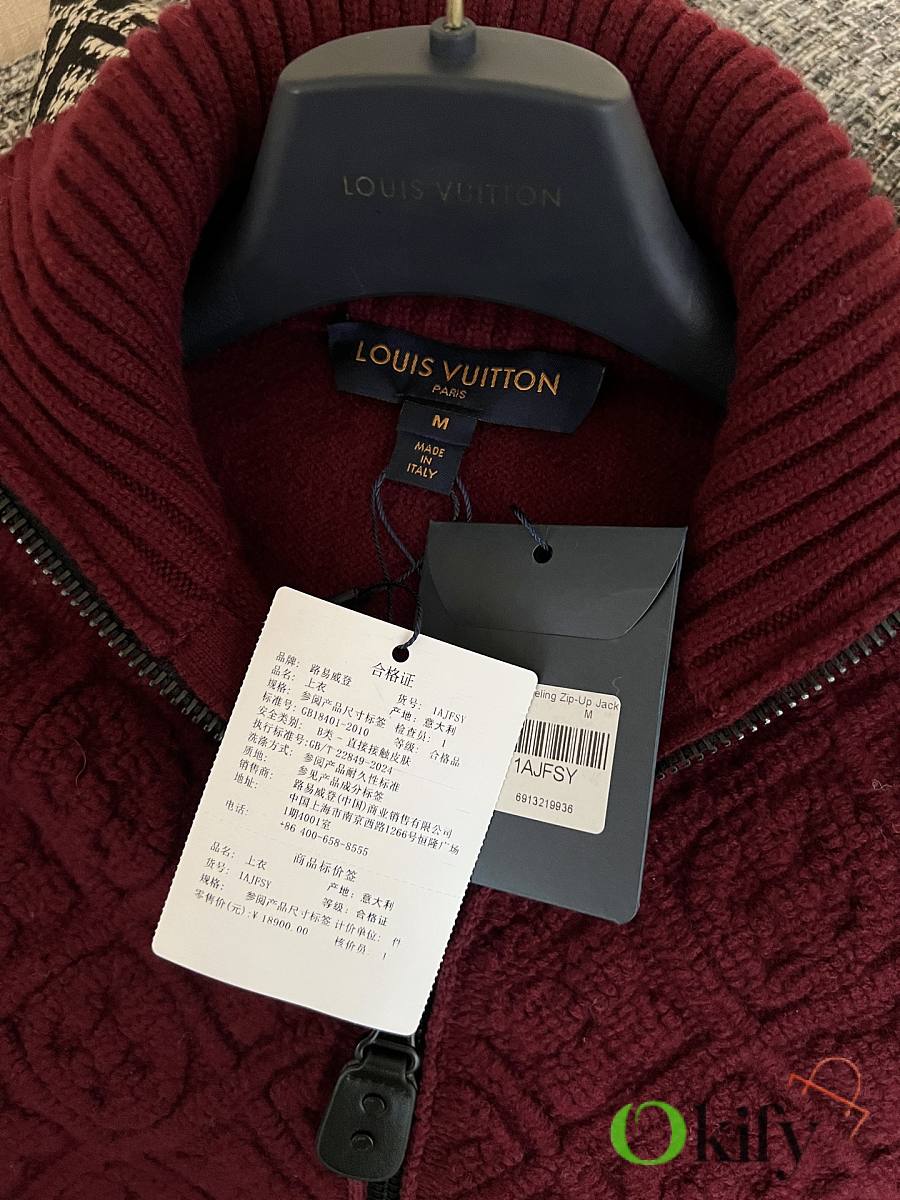 LOUIS VUITTON
LOUIS VUITTON
PARIS
M
MADE
IN
ITALY
合格证
品牌: 路易威登
货号: 1AJFSY
品名: 上衣
产地: 意大利
规格: 参阅产品尺寸标签
检查员: 1
标准号: GB18401-2010
等级: 合格品
安全类别: B类-直接接触皮肤
执行标准号:GB/T 22849-2024
洗涤方式: 参阅产品耐久性标准
质地: 参见产品成分标签
销售商: 路易威登(中国)商业销售有限公司
地址: 中国上海市南京西路1266号恒隆广场
1期4001室
电话: +86 400-658-8555
商品标价签
品名: 上衣
产地: 意大利
货号: 1AJFSY
等级: 合格证
规格: 参阅产品尺寸标签 计价单位: 件
零售价(元):¥ 18900.00
核价员 1
eling Zip-Up Jack
M
1AJFSY
6913219936
Okify